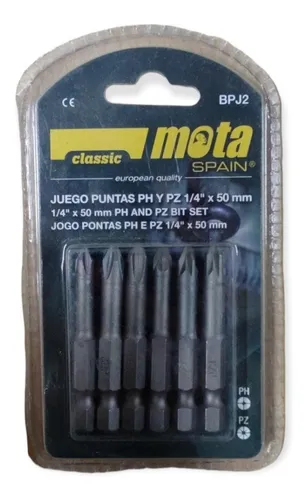 CE BPJ2
classic mota
SPAIN®
european quality
JUEGO PUNTAS PH Y PZ 1/4" x 50 mm
1/4" x 50 mm PH AND PZ BIT SET
JOGO PONTAS PH E PZ 1/4" x 50 mm
PH
PZ